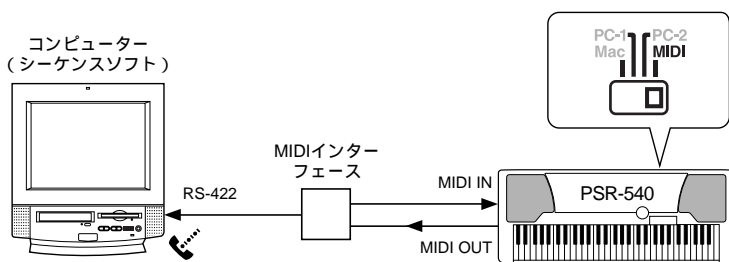 コンピューター
（シーケンスソフト）
RS-422
MIDIインター
フェース
MIDI IN
MIDI OUT
PC-1
Mac
PC-2
MIDI
PSR-540